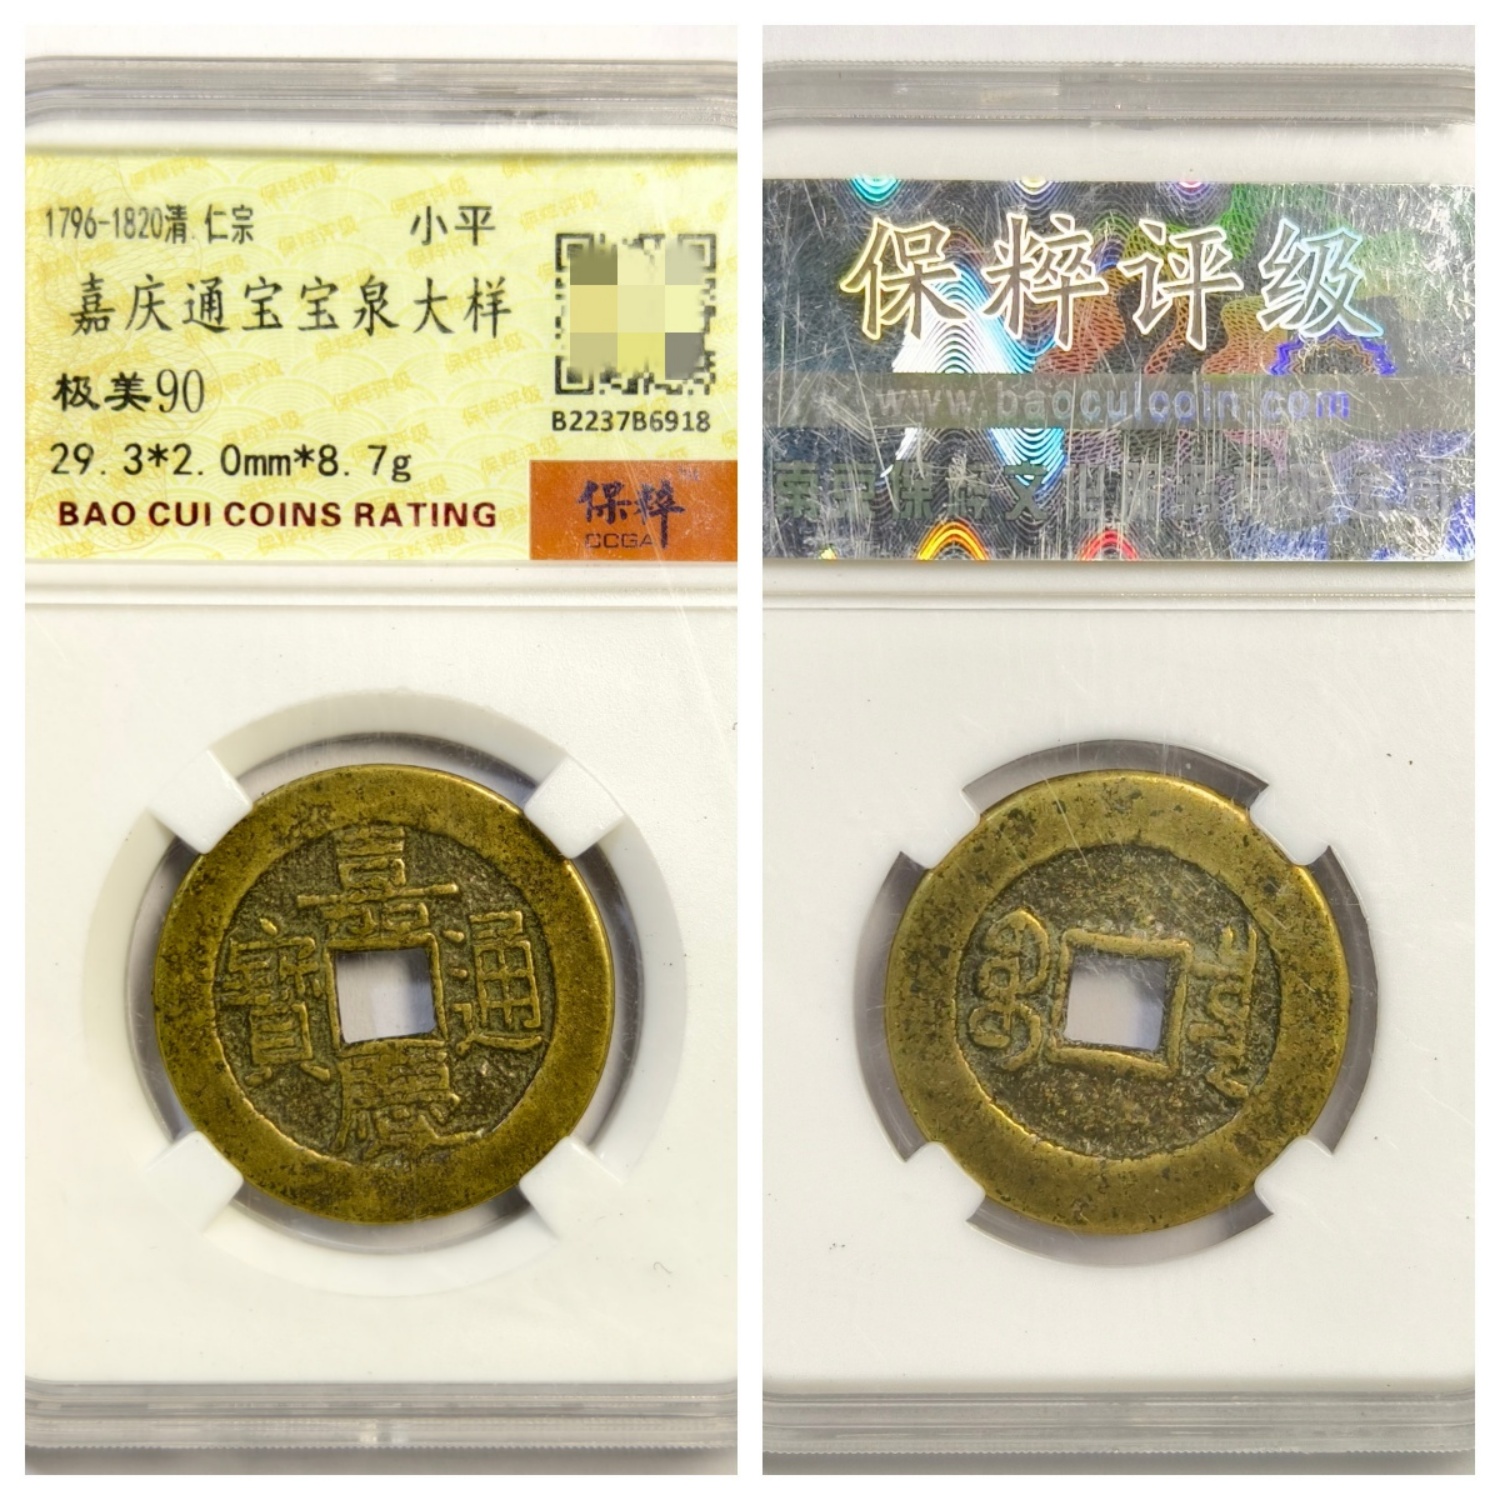 1796-1820清 仁宗 小平
嘉庆通宝宝泉大样
极美90
29.3*2.0mm*8.7g
B2237B6918
BAO CUI COINS RATING
保粹
CCGA
嘉慶通寶
保粹评级
www.baocuicoin.com